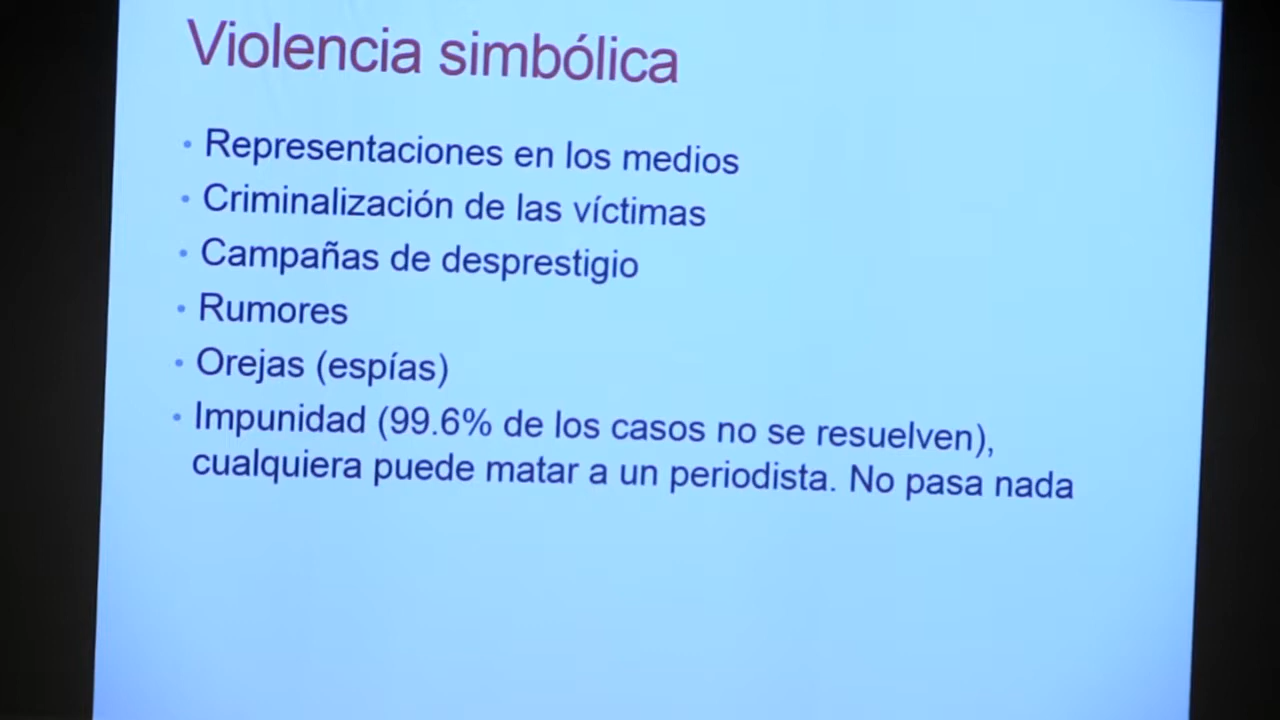 Violencia simbólica
• Representaciones en los medios
• Criminalización de las víctimas
• Campañas de desprestigio
• Rumores
• Orejas (espías)
• Impunidad (99.6% de los casos no se resuelven),
cualquiera puede matar a un periodista. No pasa nada